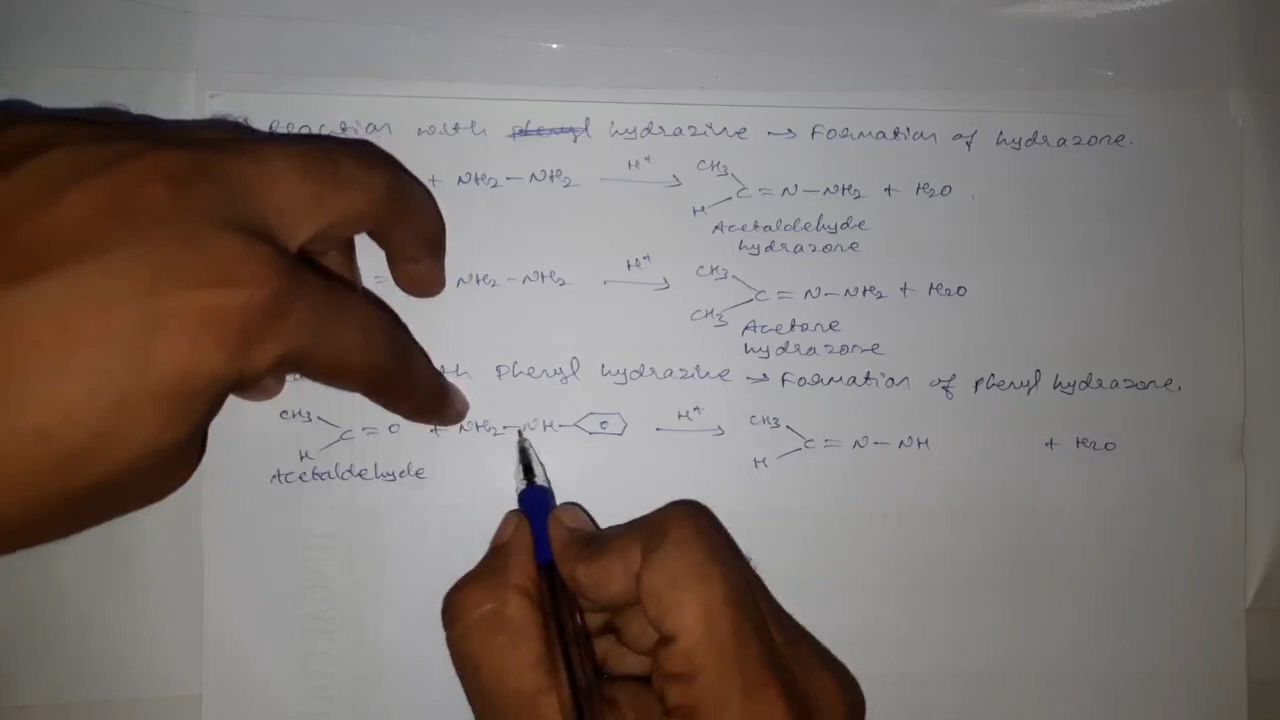 Reaction with hydrazine → Formation of hydrazone.
+ NH2 – NH2 H+ → CH3 H C = N – NH2 + H2O
Acetaldehyde
hydrazone
= NH2 – NH2 H+ → CH3 CH3 C = N – NH2 + H2O
Acetone
hydrazone
phenyl hydrazine → Formation of phenyl hydrazone.
CH3 H C = O + NH2 – NH – H+ → CH3 H C = N – NH + H2O
Acetaldehyde